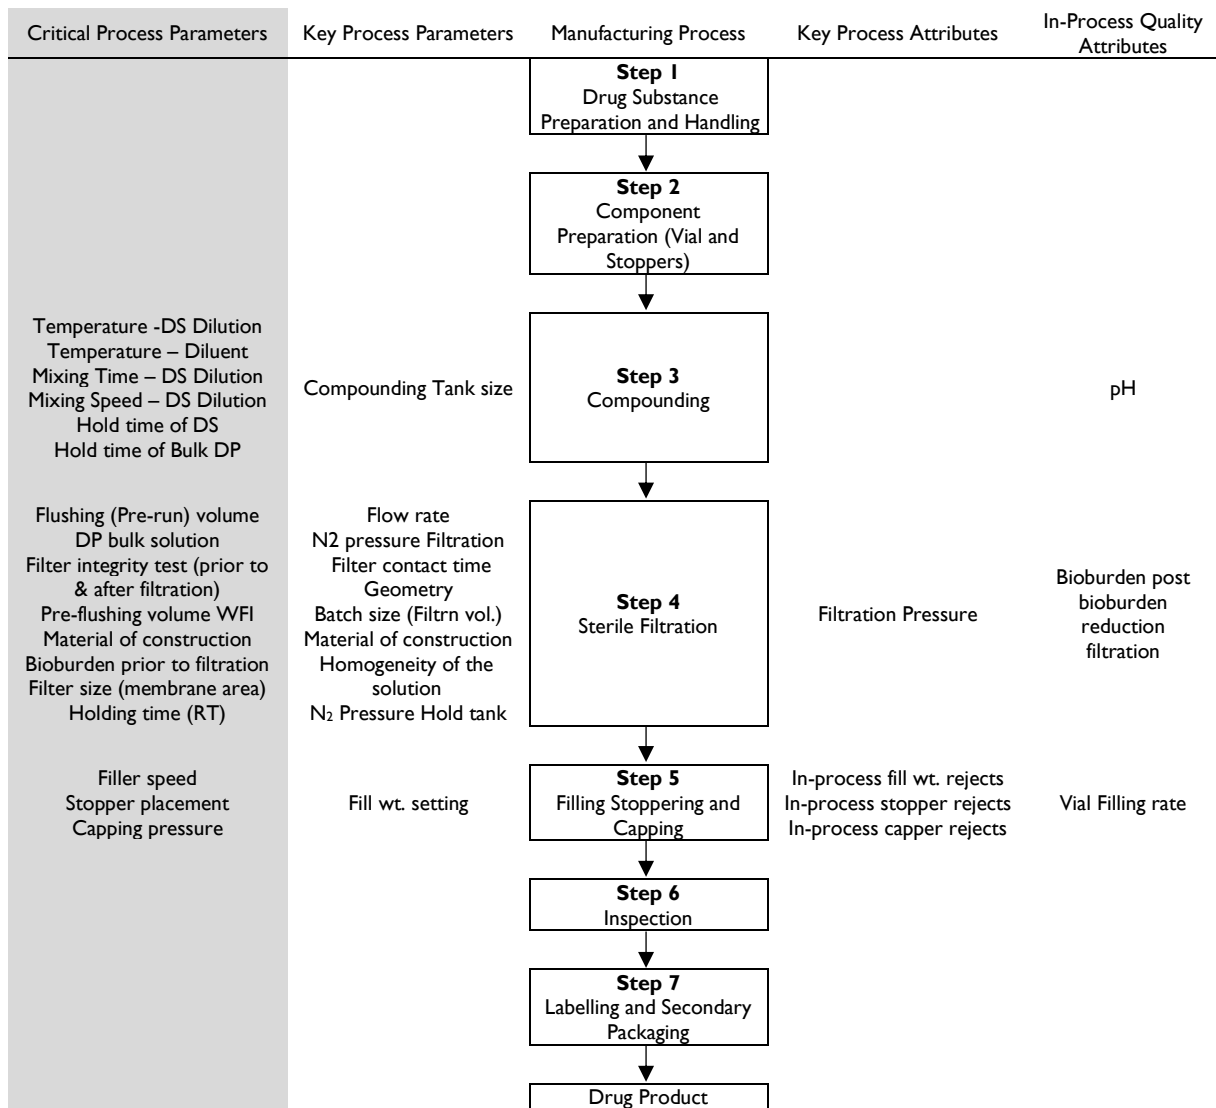 Critical Process Parameters
Key Process Parameters
Manufacturing Process
Key Process Attributes
In-Process Quality
Attributes
Step 1
Drug Substance
Preparation and Handling
Step 2
Component
Preparation (Vial and
Stoppers)
Temperature -DS Dilution
Temperature – Diluent
Mixing Time – DS Dilution
Mixing Speed – DS Dilution
Hold time of DS
Hold time of Bulk DP
Compounding Tank size
Step 3
Compounding
pH
Flushing (Pre-run) volume
DP bulk solution
Filter integrity test (prior to
& after filtration)
Pre-flushing volume WFI
Material of construction
Bioburden prior to filtration
Filter size (membrane area)
Holding time (RT)
Flow rate
N2 pressure Filtration
Filter contact time
Geometry
Batch size (Filtrn vol.)
Material of construction
Homogeneity of the
solution
N₂ Pressure Hold tank
Step 4
Sterile Filtration
Filtration Pressure
Bioburden post
bioburden
reduction
filtration
Filler speed
Stopper placement
Capping pressure
Fill wt. setting
Step 5
Filling Stoppering and
Capping
In-process fill wt. rejects
In-process stopper rejects
In-process capper rejects
Vial Filling rate
Step 6
Inspection
Step 7
Labelling and Secondary
Packaging
Drug Product